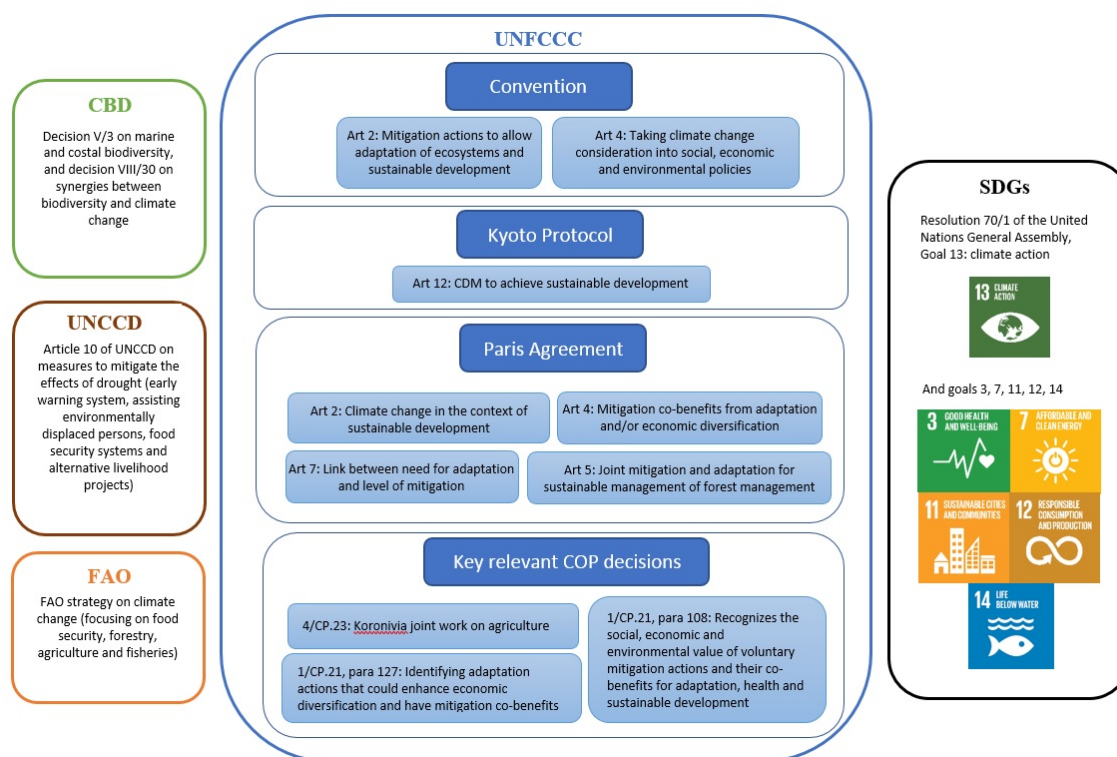 UNFCCC
CBD
Decision V/3 on marine
and costal biodiversity,
and decision VIII/30 on
synergies between
biodiversity and climate
change
UNCCD
Article 10 of UNCCD on
measures to mitigate the
effects of drought (early
warning system, assisting
environmentally
displaced persons, food
security systems and
alternative livelihood
projects)
FAO
FAO strategy on climate
change (focusing on food
security, forestry,
agriculture and fisheries)
Convention
Art 2: Mitigation actions to allow
adaptation of ecosystems and
sustainable development
Art 4: Taking climate change
consideration into social, economic
and environmental policies
Kyoto Protocol
Art 12: CDM to achieve sustainable development
Paris Agreement
Art 2: Climate change in the context of
sustainable development
Art 4: Mitigation co-benefits from adaptation
and/or economic diversification
Art 7: Link between need for adaptation
and level of mitigation
Art 5: Joint mitigation and adaptation for
sustainable management of forest management
Key relevant COP decisions
4/CP.23: Koronivia joint work on agriculture
1/CP.21, para 127: Identifying adaptation
actions that could enhance economic
diversification and have mitigation co-benefits
1/CP.21, para 108: Recognizes the
social, economic and
environmental value of voluntary
mitigation actions and their co-
benefits for adaptation, health and
sustainable development
SDGs
Resolution 70/1 of the United
Nations General Assembly,
Goal 13: climate action
13 CLIMATE
ACTION
And goals 3, 7, 11, 12, 14
3 GOOD HEALTH
AND WELL-BEING
7 AFFORDABLE AND
CLEAN ENERGY
11 SUSTAINABLE CITIES
AND COMMUNITIES
12 RESPONSIBLE
CONSUMPTION
AND PRODUCTION
14 LIFE
BELOW WATER